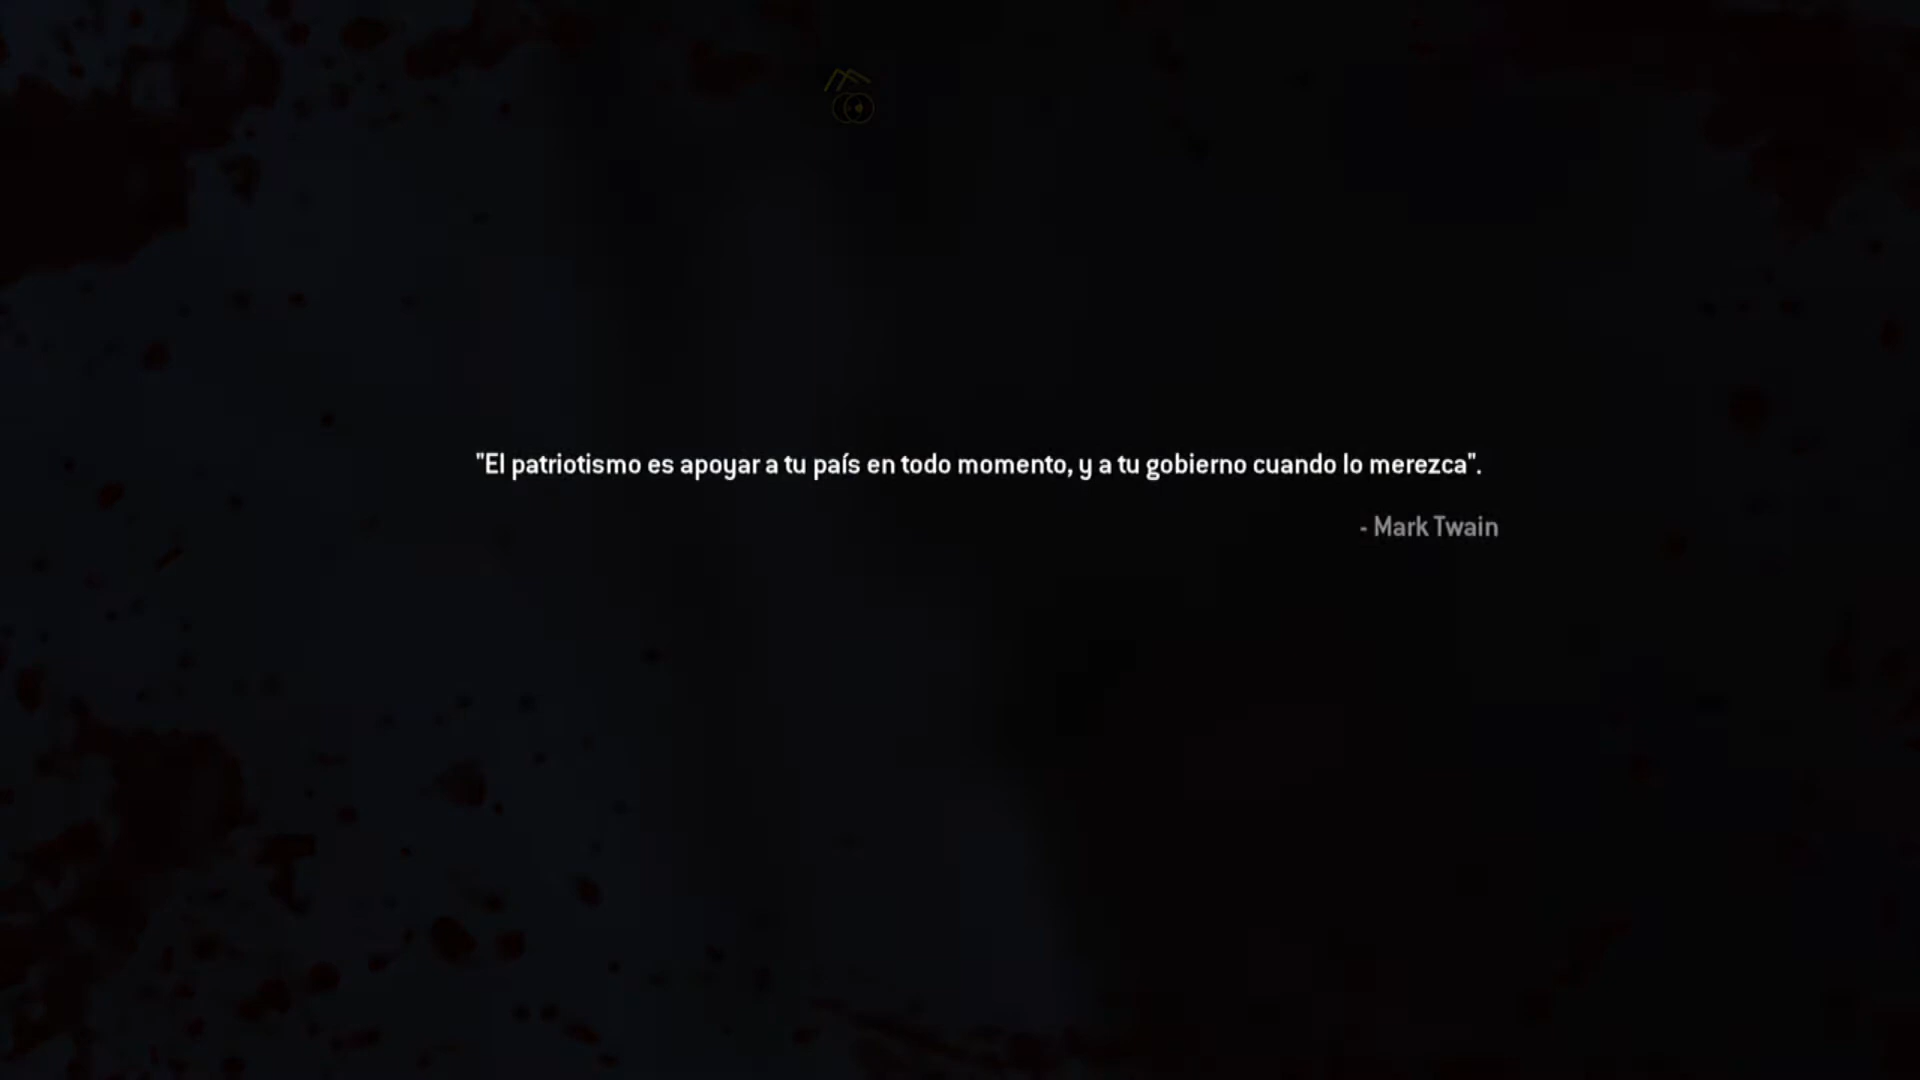 "El patriotismo es apoyar a tu país en todo momento, y a tu gobierno cuando lo merezca".
- Mark Twain